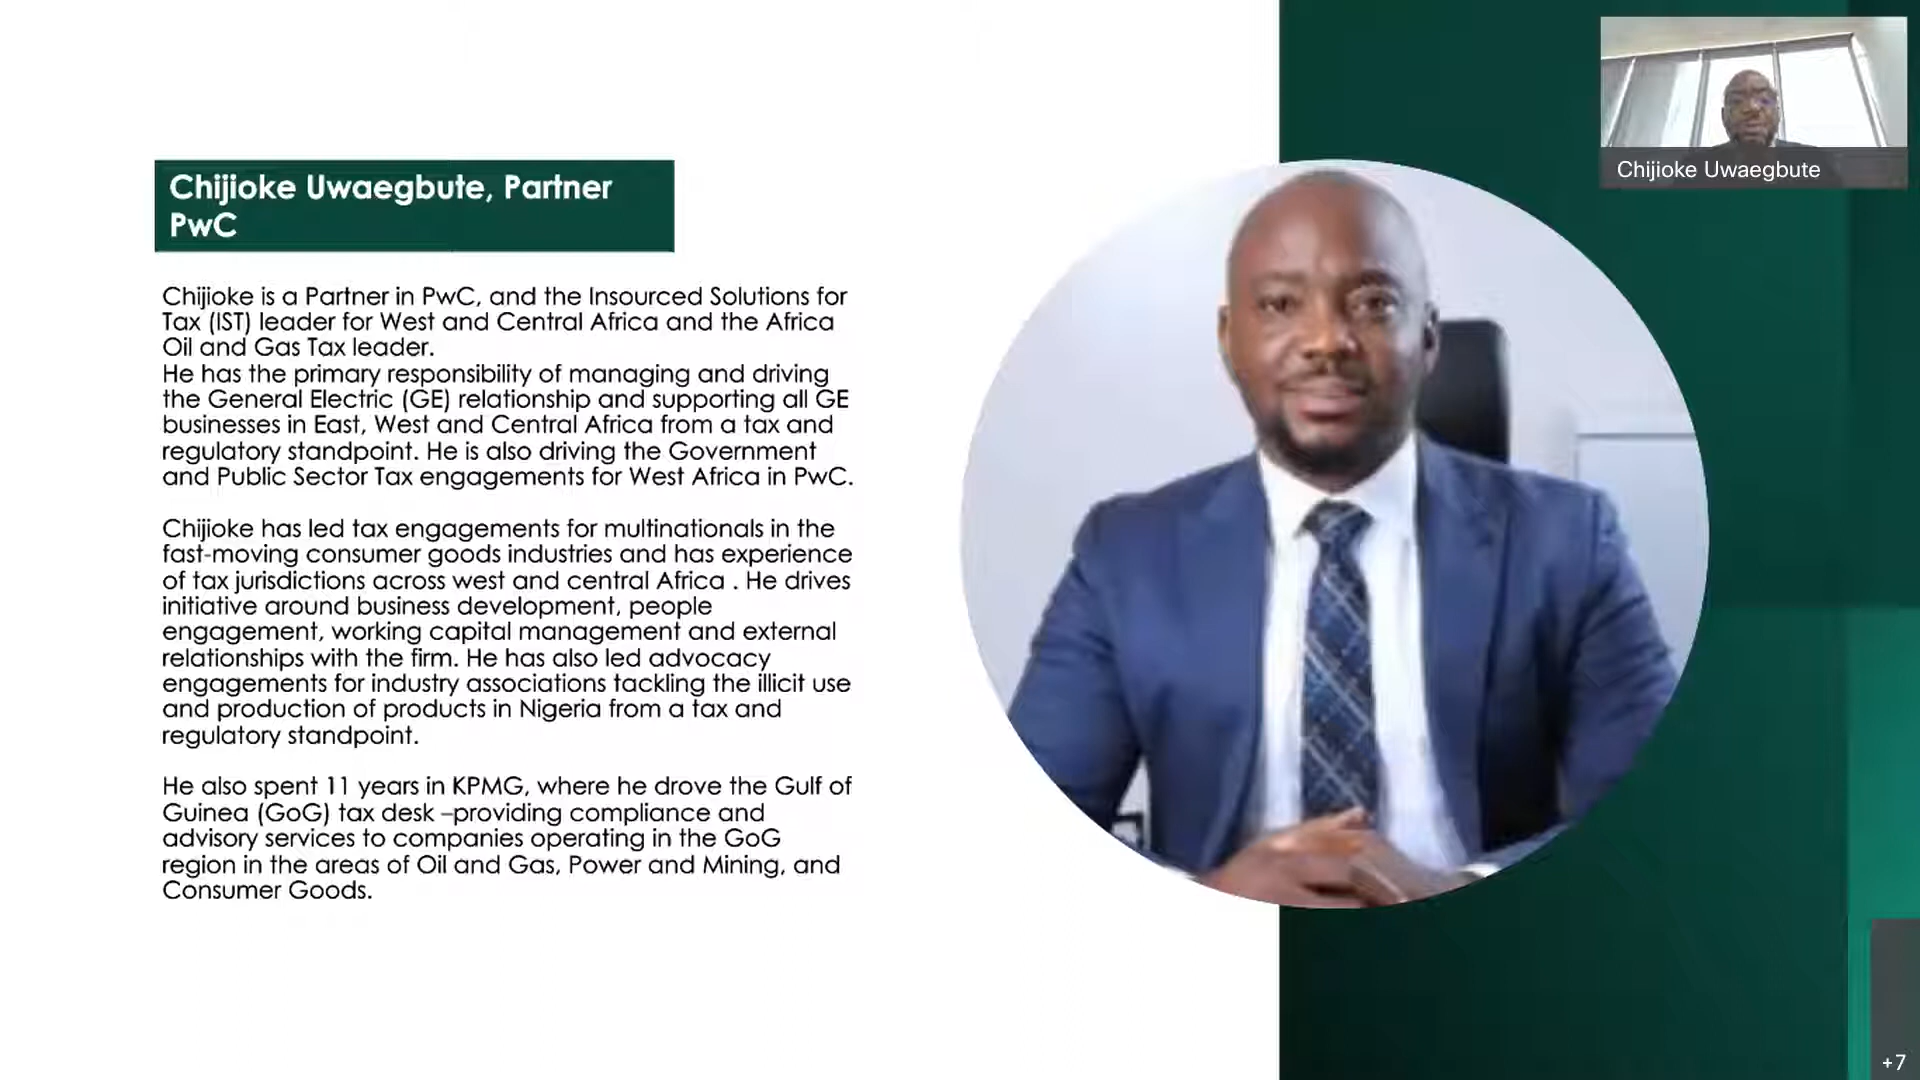 Chijioke Uwaegbute, Partner
PwC
Chijioke is a Partner in PwC, and the Insourced Solutions for
Tax (IST) leader for West and Central Africa and the Africa
Oil and Gas Tax leader.
He has the primary responsibility of managing and driving
the General Electric (GE) relationship and supporting all GE
businesses in East, West and Central Africa from a tax and
regulatory standpoint. He is also driving the Government
and Public Sector Tax engagements for West Africa in PwC.
Chijioke has led tax engagements for multinationals in the
fast-moving consumer goods industries and has experience
of tax jurisdictions across west and central Africa . He drives
initiative around business development, people
engagement, working capital management and external
relationships with the firm. He has also led advocacy
engagements for industry associations tackling the illicit use
and production of products in Nigeria from a tax and
regulatory standpoint.
He also spent 11 years in KPMG, where he drove the Gulf of
Guinea (GoG) tax desk –providing compliance and
advisory services to companies operating in the GoG
region in the areas of Oil and Gas, Power and Mining, and
Consumer Goods.
Chijioke Uwaegbute
+7